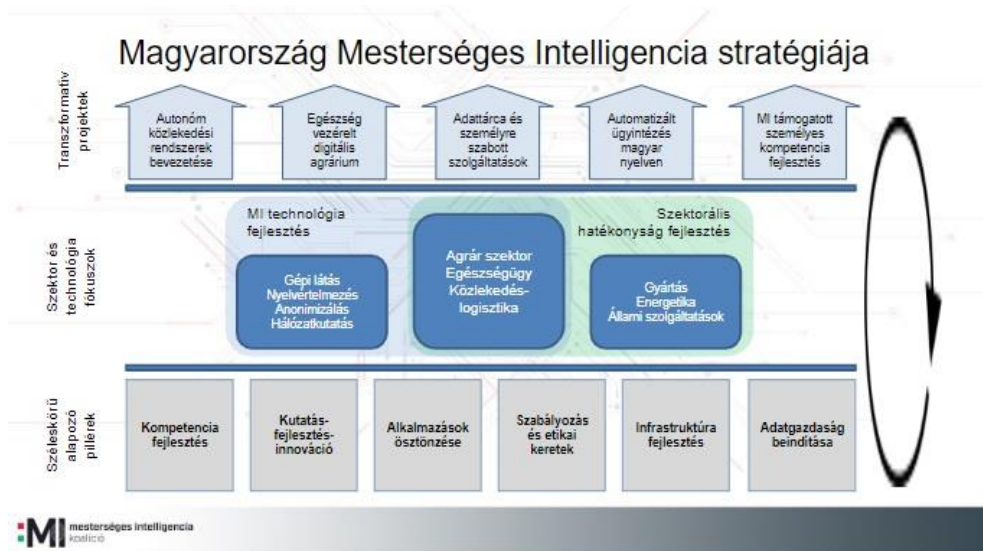 Magyarország Mesterséges Intelligencia stratégiája
Transzformatív
projektek
Autonóm
közlekedési
rendszerek
bevezetése
Egészség
vezérelt
digitális
agrárium
Adattárca és
személyre
szabott
szolgáltatások
Automatizált
ügyintézés
magyar
nyelven
MI támogatott
személyes
kompetencia
fejlesztés
Szektor és
technológia
fókuszok
MI technológia
fejlesztés
Gépi látás
Nyelvértelmezés
Anonimizálás
Hálózatkutatás
Agrár szektor
Egészségügy
Közlekedés-
logisztika
Szektorális
hatékonyság fejlesztés
Gyártás
Energetika
Állami szolgáltatások
Széleskörű
alapozó
pillérek
Kompetencia
fejlesztés
Kutatás-
fejlesztés-
innováció
Alkalmazások
ösztönzése
Szabályozás
és etikai
keretek
Infrastruktúra
fejlesztés
Adatgazdaság
beindítása
:MI mesterséges intelligencia
koalíció